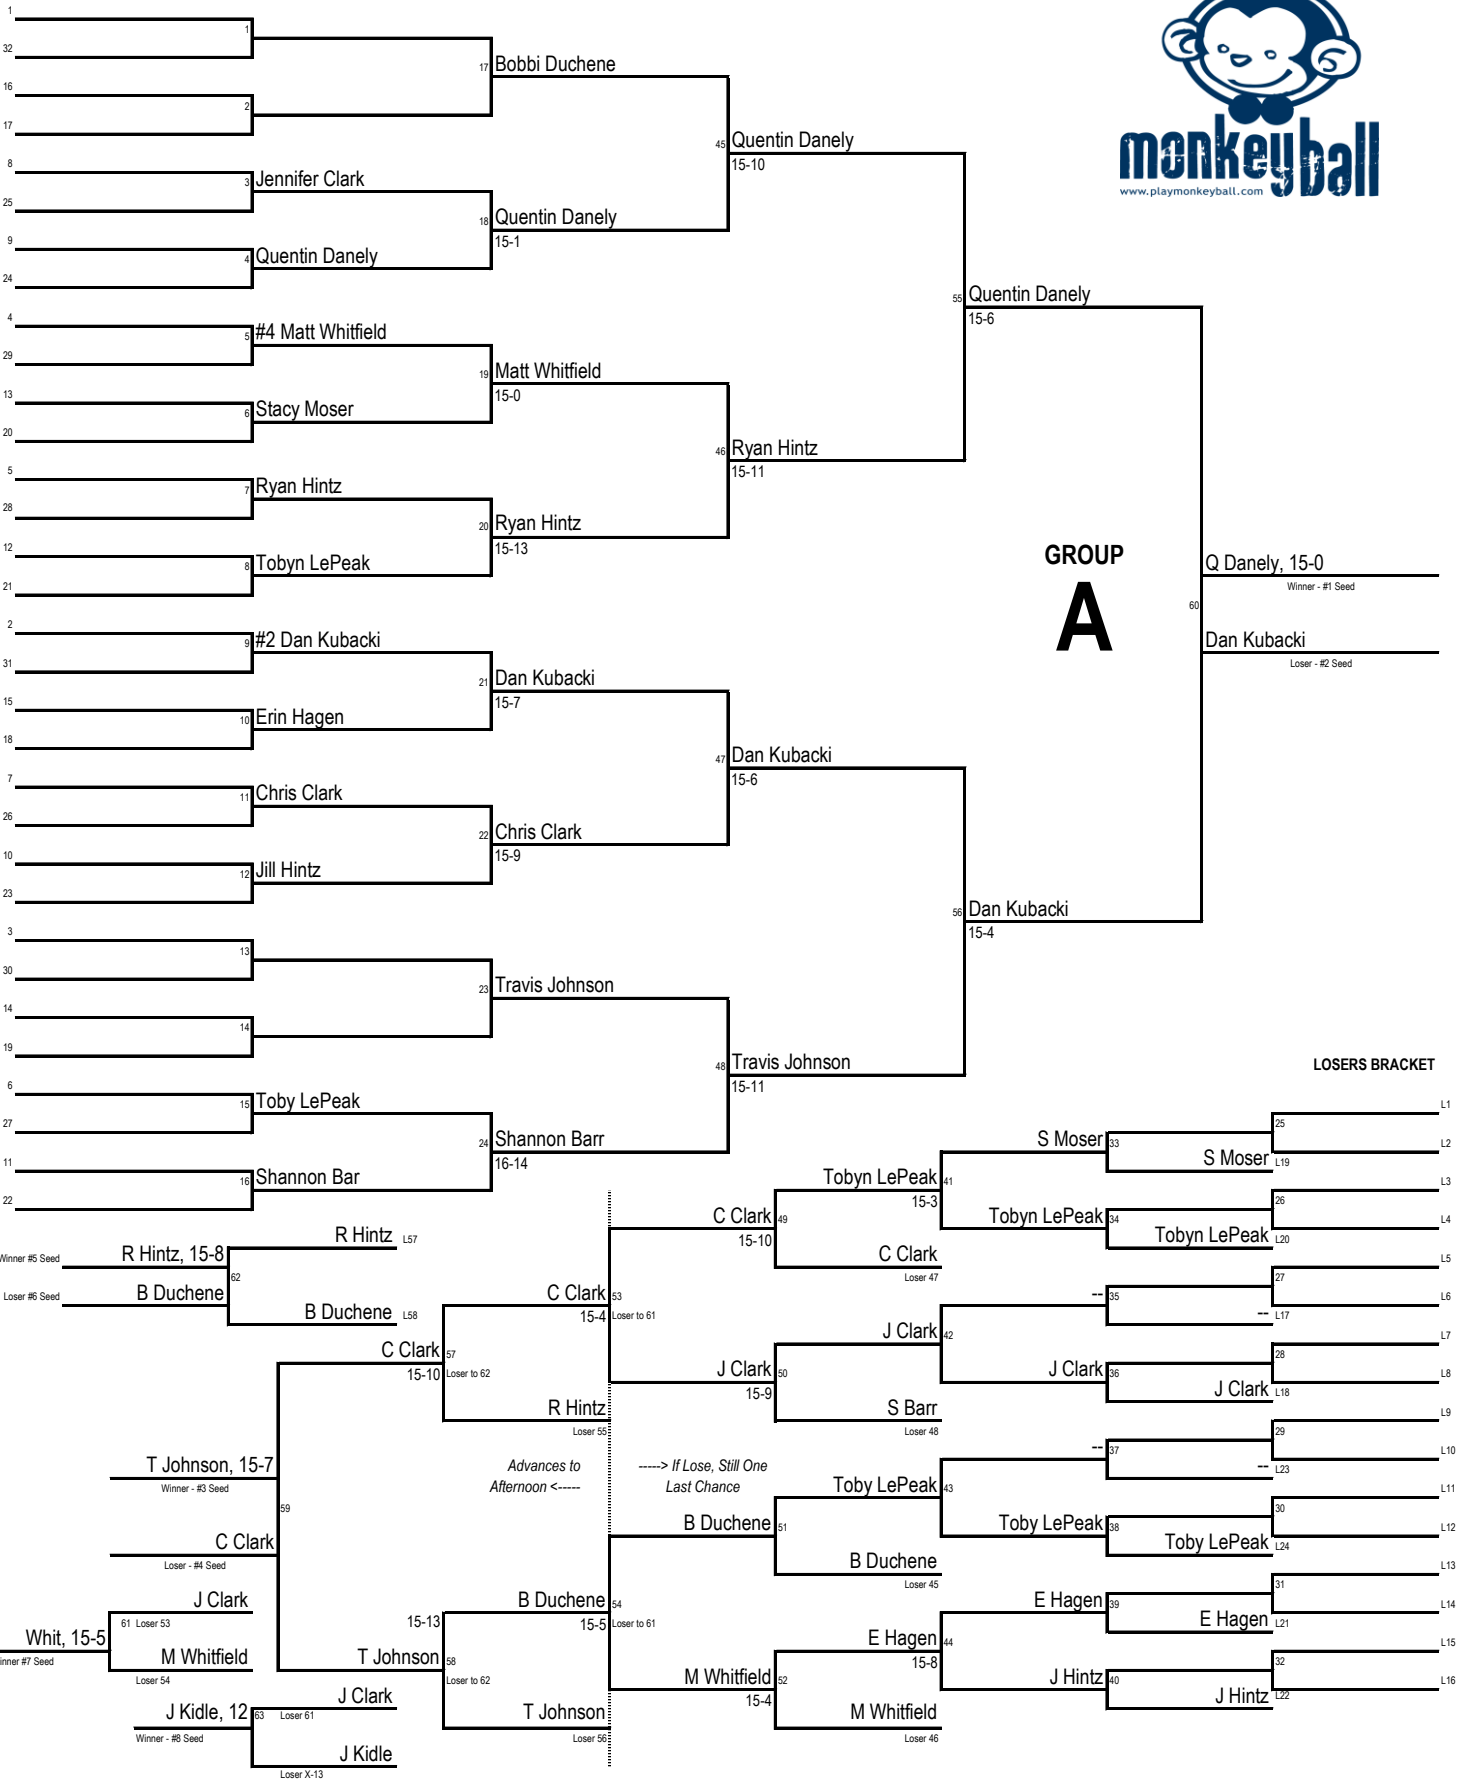 monkeyball
www.playmonkeyball.com
1
1
32
17 Bobbi Duchene
16
2
17
45 Quentin Danely
15-10
8
3 Jennifer Clark
25
18 Quentin Danely
15-1
9
4 Quentin Danely
24
55 Quentin Danely
15-6
4
5 #4 Matt Whitfield
29
19 Matt Whitfield
15-0
13
6 Stacy Moser
20
46 Ryan Hintz
15-11
5
7 Ryan Hintz
28
20 Ryan Hintz
15-13
12
8 Tobyn LePeak
21
GROUP
A
Q Danely, 15-0
Winner - #1 Seed
60
Dan Kubacki
Loser - #2 Seed
2
9 #2 Dan Kubacki
31
21 Dan Kubacki
15-7
15
10 Erin Hagen
18
47 Dan Kubacki
15-6
7
11 Chris Clark
26
22 Chris Clark
15-9
10
12 Jill Hintz
23
56 Dan Kubacki
15-4
3
13
30
23 Travis Johnson
14
14
19
48 Travis Johnson
15-11
6
15 Toby LePeak
27
24 Shannon Barr
16-14
11
16 Shannon Bar
22
LOSERS BRACKET
L1
25
L2
S Moser 33
S Moser L19
Tobyn LePeak 41
15-3
L3
26
L4
Tobyn LePeak 34
Tobyn LePeak L20
C Clark 49
15-10
C Clark
Loser 47
L5
27
L6
-- 35
-- L17
C Clark 53
15-4 Loser to 61
J Clark 42
L7
28
L8
J Clark 36
J Clark L18
J Clark 50
15-9
S Barr
Loser 48
R Hintz L57
Winner #5 Seed R Hintz, 15-8
62
Loser #6 Seed B Duchene
B Duchene L58
C Clark 57
15-10 Loser to 62
R Hintz
Loser 55
L9
29
L10
-- 37
-- L23
Advances to
Afternoon <-----
-----> If Lose, Still One
Last Chance
Toby LePeak 43
L11
30
L12
Toby LePeak 38
Toby LePeak L24
T Johnson, 15-7
Winner - #3 Seed
59
C Clark
Loser - #4 Seed
B Duchene 51
B Duchene
Loser 45
L13
31
L14
E Hagen 39
E Hagen L21
B Duchene 54
15-5 Loser to 61
15-13
E Hagen 44
15-8
L15
32
L16
J Hintz 40
J Hintz L22
J Clark
61 Loser 53
Whit, 15-5
inner #7 Seed
M Whitfield
Loser 54
T Johnson 58
Loser to 62
M Whitfield 52
15-4
M Whitfield
Loser 46
T Johnson
Loser 56
J Clark
Loser 61
J Kidle, 12 63
Winner - #8 Seed
J Kidle
Loser X-13